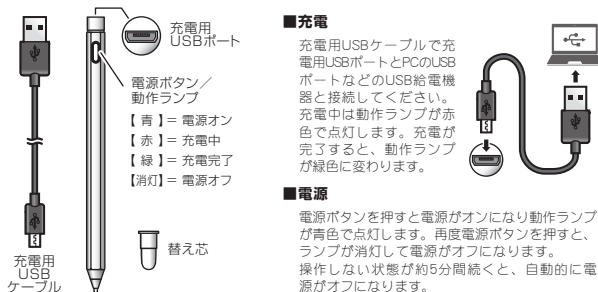 充電用
USBポート
電源ボタン／
動作ランプ
【 青 】＝ 電源オン
【 赤 】＝ 充電中
【 緑 】＝ 充電完了
【消灯】＝ 電源オフ
替え芯
充電用
USB
ケーブル
■充電
充電用USBケーブルで充
電用USBポートとPCのUSB
ポートなどのUSB給電機
器と接続してください。
充電中は動作ランプが赤
色で点灯します。充電が
完了すると、動作ランプ
が緑色に変わります。
■電源
電源ボタンを押すと電源がオンになり動作ランプ
が青色で点灯します。再度電源ボタンを押すと、
ランプが消灯して電源がオフになります。
操作しない状態が約5分間続くと、自動的に電
源がオフになります。